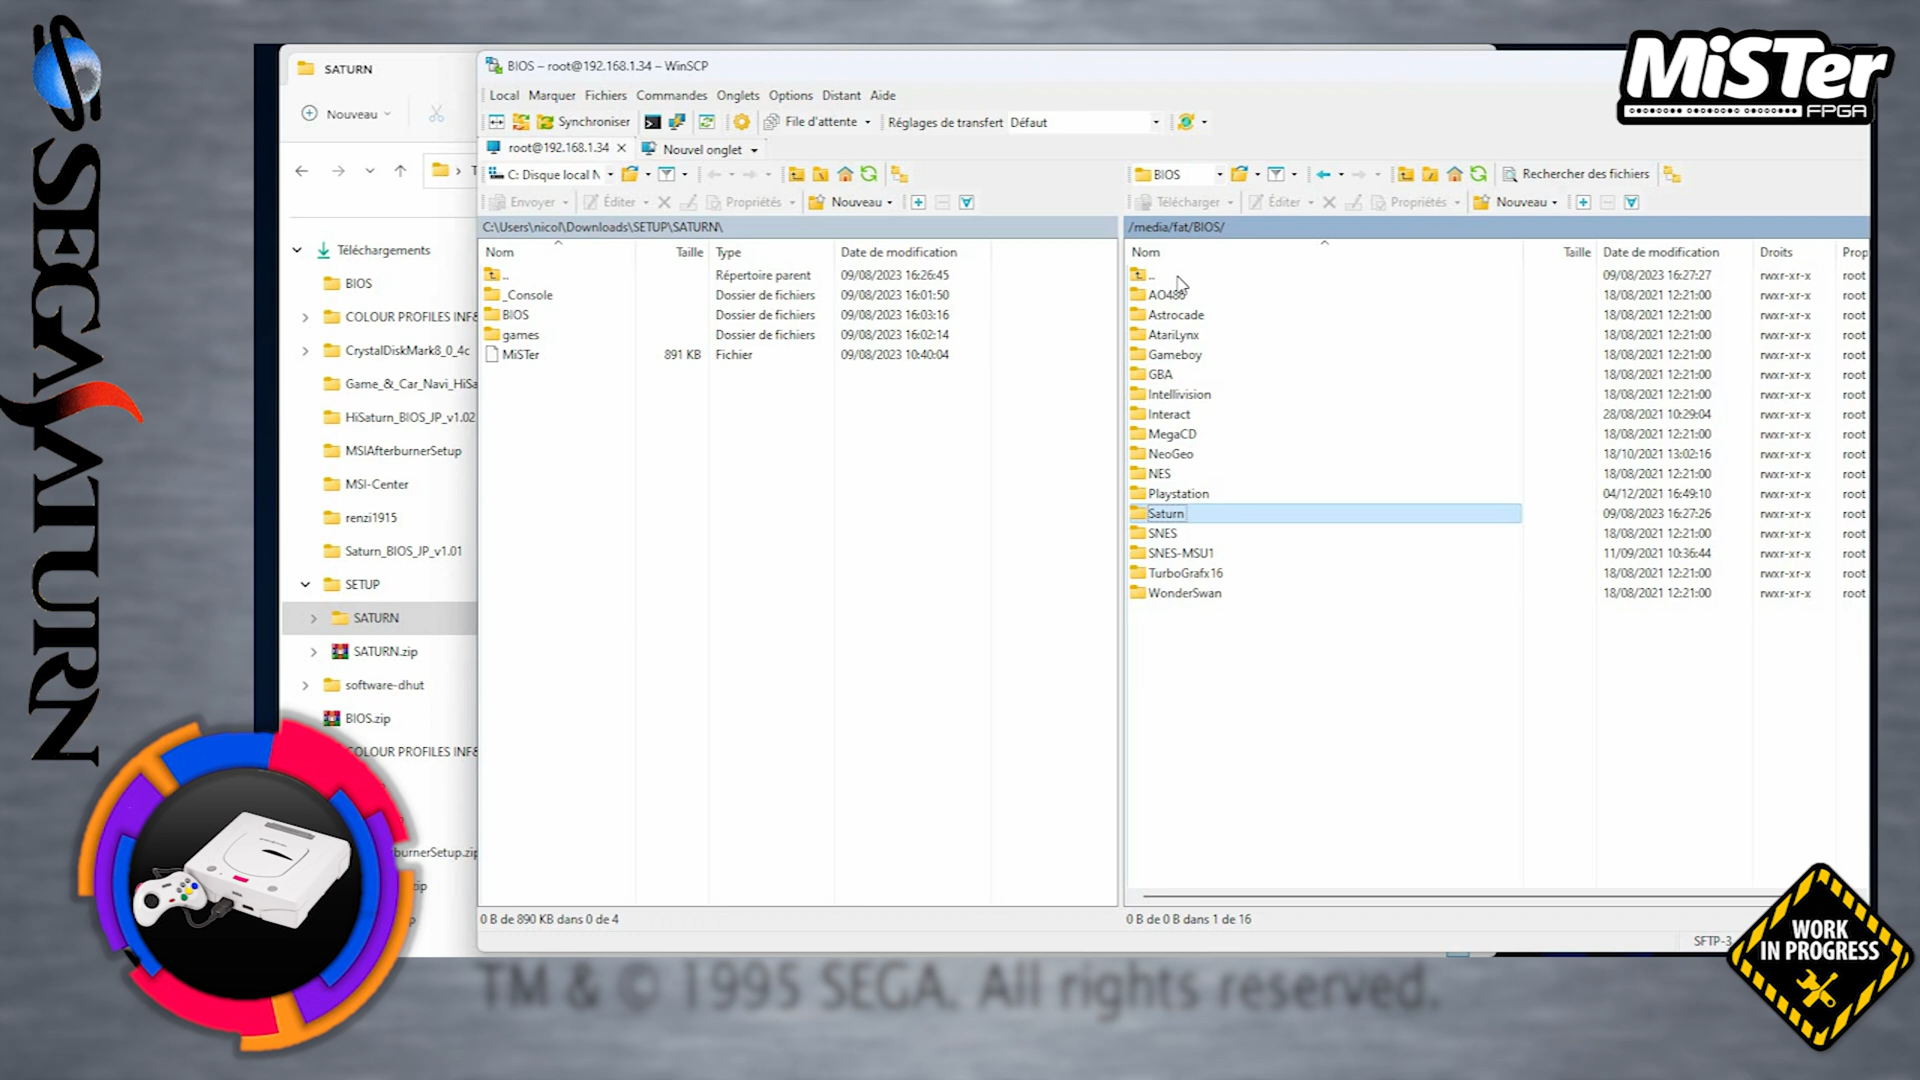 SEGA SATURN
MiSTer
FPGA
SATURN
Nouveau
Téléchargements
BIOS
COLOUR PROFILES INF&
CrystalDiskMark8_0_4c
Game_&_Car_Navi_HiSa
HiSaturn_BIOS_JP_v1.02
MSIAfterburnerSetup
MSI-Center
renzi1915
Saturn_BIOS_JP_v1.01
SETUP
SATURN
SATURN.zip
software-dhut
BIOS.zip
COLOUR PROFILES INF&
burnerSetup.zip
BIOS – root@192.168.1.34 – WinSCP
Local Marquer Fichiers Commandes Onglets Options Distant Aide
Synchroniser File d'attente Réglages de transfert Défaut
root@192.168.1.34 Nouvel onglet
C: Disque local N
Envoyer Éditer Propriétés Nouveau
C:\Users\nicol\Downloads\SETUP\SATURN\
Nom Taille Type Date de modification
.. Répertoire parent 09/08/2023 16:26:45
_Console Dossier de fichiers 09/08/2023 16:01:50
BIOS Dossier de fichiers 09/08/2023 16:03:16
games Dossier de fichiers 09/08/2023 16:02:14
MiSTer 891 KB Fichier 09/08/2023 10:40:04
0 B de 890 KB dans 0 de 4
BIOS Rechercher des fichiers
Télécharger Éditer Propriétés Nouveau
/media/fat/BIOS/
Nom Taille Date de modification Droits Prop
.. 09/08/2023 16:27:27 rwxr-xr-x root
AO486 18/08/2021 12:21:00 rwxr-xr-x root
Astrocade 18/08/2021 12:21:00 rwxr-xr-x root
AtariLynx 18/08/2021 12:21:00 rwxr-xr-x root
Gameboy 18/08/2021 12:21:00 rwxr-xr-x root
GBA 18/08/2021 12:21:00 rwxr-xr-x root
Intellivision 18/08/2021 12:21:00 rwxr-xr-x root
Interact 28/08/2021 10:29:04 rwxr-xr-x root
MegaCD 18/08/2021 12:21:00 rwxr-xr-x root
NeoGeo 18/10/2021 13:02:16 rwxr-xr-x root
NES 18/08/2021 12:21:00 rwxr-xr-x root
Playstation 04/12/2021 16:49:10 rwxr-xr-x root
Saturn 09/08/2023 16:27:26 rwxr-xr-x root
SNES 18/08/2021 12:21:00 rwxr-xr-x root
SNES-MSU1 11/09/2021 10:36:44 rwxr-xr-x root
TurboGrafx16 18/08/2021 12:21:00 rwxr-xr-x root
WonderSwan 18/08/2021 12:21:00 rwxr-xr-x root
0 B de 0 B dans 1 de 16
SFTP-3
WORK
IN PROGRESS
TM & © 1995 SEGA. All rights reserved.